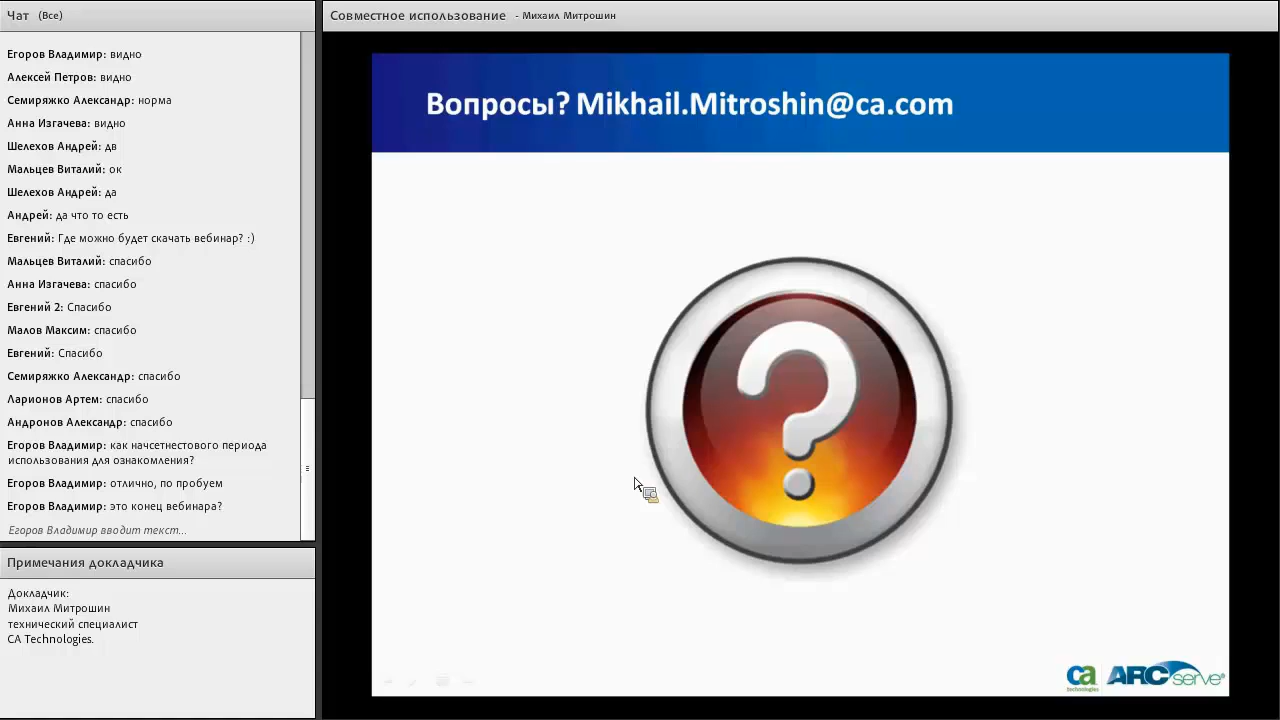 Чат (Все)
Егоров Владимир: видно
Алексей Петров: видно
Семиряжко Александр: норма
Анна Изгачева: видно
Шелехов Андрей: дв
Мальцев Виталий: ок
Шелехов Андрей: да
Андрей: да что то есть
Евгений: Где можно будет скачать вебинар? :)
Мальцев Виталий: спасибо
Анна Изгачева: спасибо
Евгений 2: Спасибо
Малов Максим: спасибо
Евгений: Спасибо
Семиряжко Александр: спасибо
Ларионов Артем: спасибо
Андронов Александр: спасибо
Егоров Владимир: как начсетнестового периода
использования для ознакомления?
Егоров Владимир: отлично, по пробуем
Егоров Владимир: это конец вебинара?
Егоров Владимир вводит текст...
Примечания докладчика
Докладчик:
Михаил Митрошин
технический специалист
CA Technologies.
Совместное использование - Михаил Митрошин
Вопросы? Mikhail.Mitroshin@ca.com
ca
technologies
ARCserve®